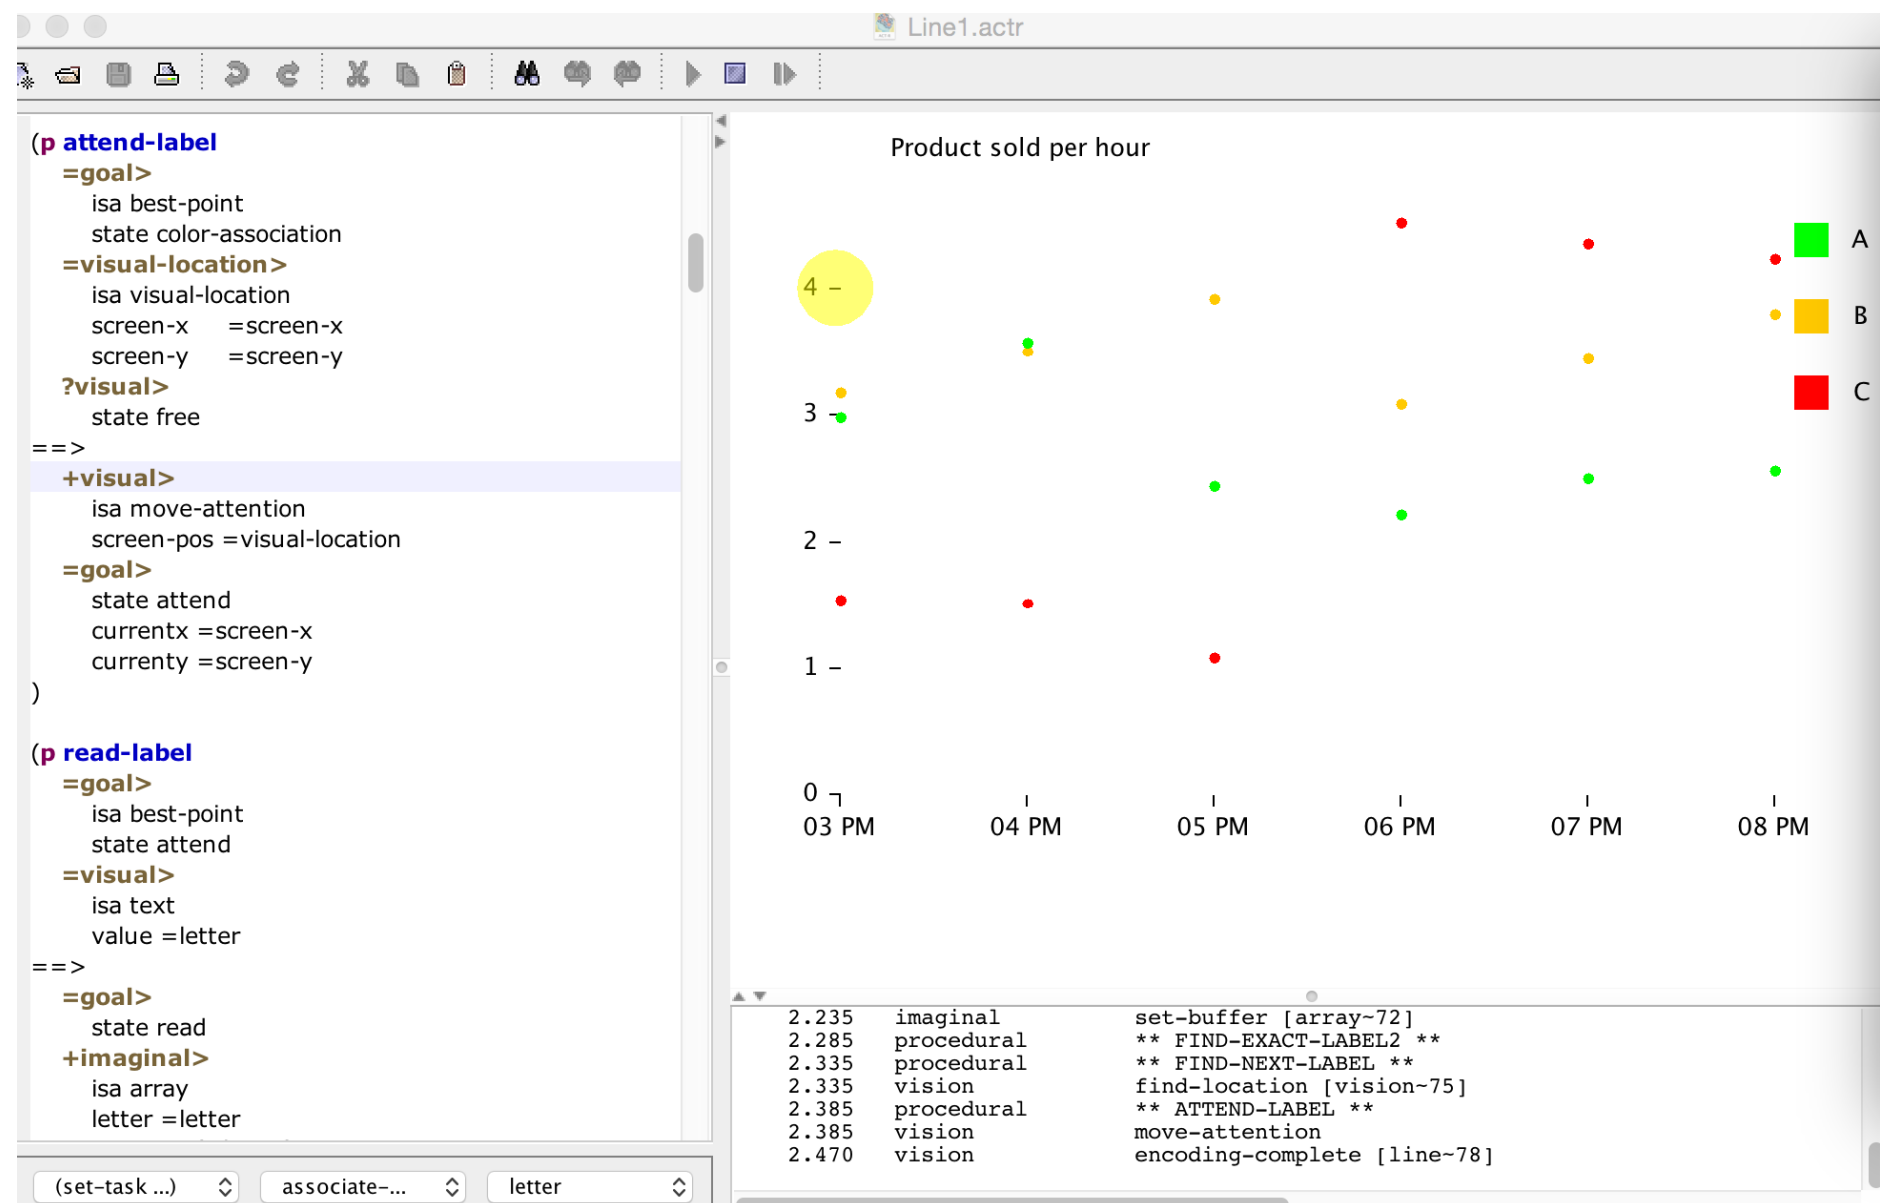 Line1.actr
(p attend-label
=goal>
isa best-point
state color-association
=visual-location>
isa visual-location
screen-x =screen-x
screen-y =screen-y
?visual>
state free
==>
+visual>
isa move-attention
screen-pos =visual-location
=goal>
state attend
currentx =screen-x
currenty =screen-y
)
(p read-label
=goal>
isa best-point
state attend
=visual>
isa text
value =letter
==>
=goal>
state read
+imaginal>
isa array
letter =letter
(set-task ...)
associate-...
letter
Product sold per hour
A
B
C
4
3
2
1
0
03 PM 04 PM 05 PM 06 PM 07 PM 08 PM
2.235 imaginal set-buffer [array~72]
2.285 procedural ** FIND-EXACT-LABEL2 **
2.335 procedural ** FIND-NEXT-LABEL **
2.335 vision find-location [vision~75]
2.385 procedural ** ATTEND-LABEL **
2.385 vision move-attention
2.470 vision encoding-complete [line~78]